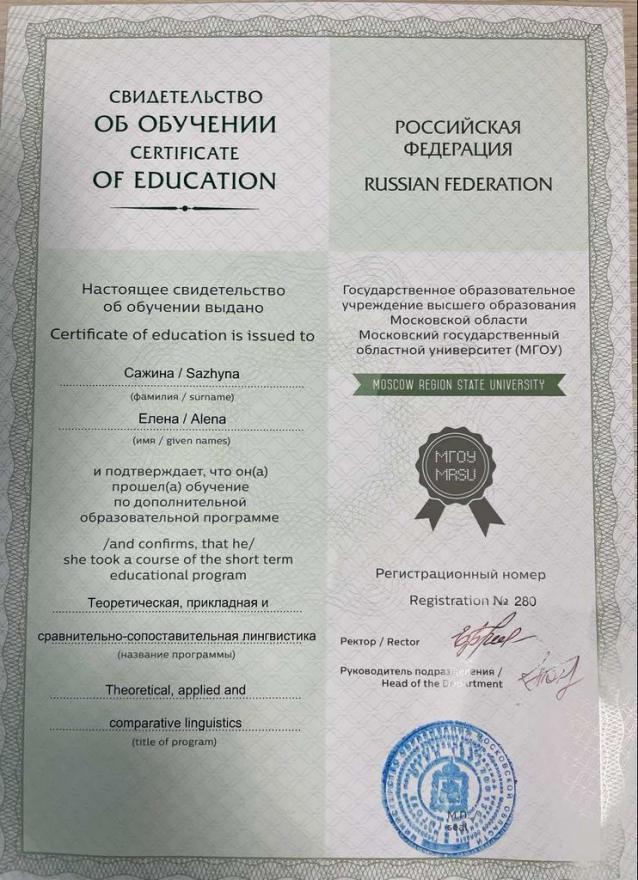 СВИДЕТЕЛЬСТВО
ОБ ОБУЧЕНИИ
CERTIFICATE
OF EDUCATION
Настоящее свидетельство
об обучении выдано
Certificate of education is issued to
Сажина / Sazhyna
(фамилия / surname)
Елена / Alena
(имя / given names)
и подтверждает, что он(а)
прошел(а) обучение
по дополнительной
образовательной программе
/and confirms, that he/
she took a course of the short term
educational program
Теоретическая, прикладная и
сравнительно-сопоставительная лингвистика
(название программы)
Theoretical, applied and
comparative linguistics
(title of program)
РОССИЙСКАЯ
ФЕДЕРАЦИЯ
RUSSIAN FEDERATION
Государственное образовательное
учреждение высшего образования
Московской области
Московский государственный
областной университет (МГОУ)
MOSCOW REGION STATE UNIVERSITY
МГОУ
MRSU
Регистрационный номер
Registration № 280
Ректор / Rector
Руководитель подразделения /
Head of the Department
М.П.
seal